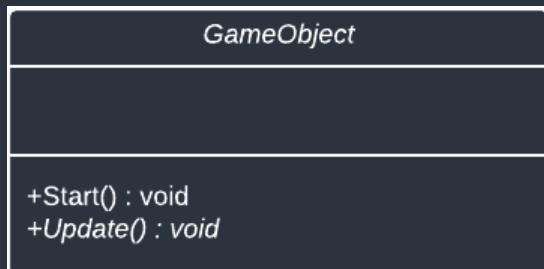 GameObject
+Start() : void
+Update() : void